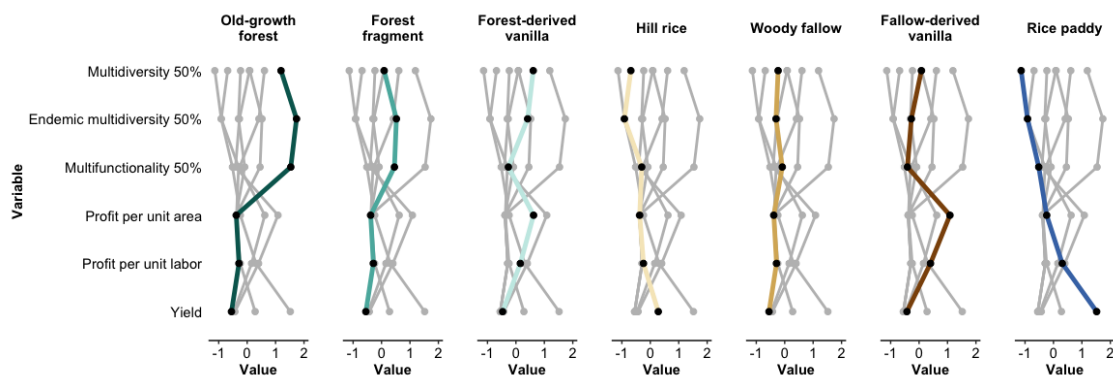 Old-growth
forest
Forest
fragment
Forest-derived
vanilla
Hill rice
Woody fallow
Fallow-derived
vanilla
Rice paddy
Variable
Multidiversity 50%
Endemic multidiversity 50%
Multifunctionality 50%
Profit per unit area
Profit per unit labor
Yield
-1 0 1 2
-1 0 1 2
-1 0 1 2
-1 0 1 2
-1 0 1 2
-1 0 1 2
-1 0 1 2
Value
Value
Value
Value
Value
Value
Value